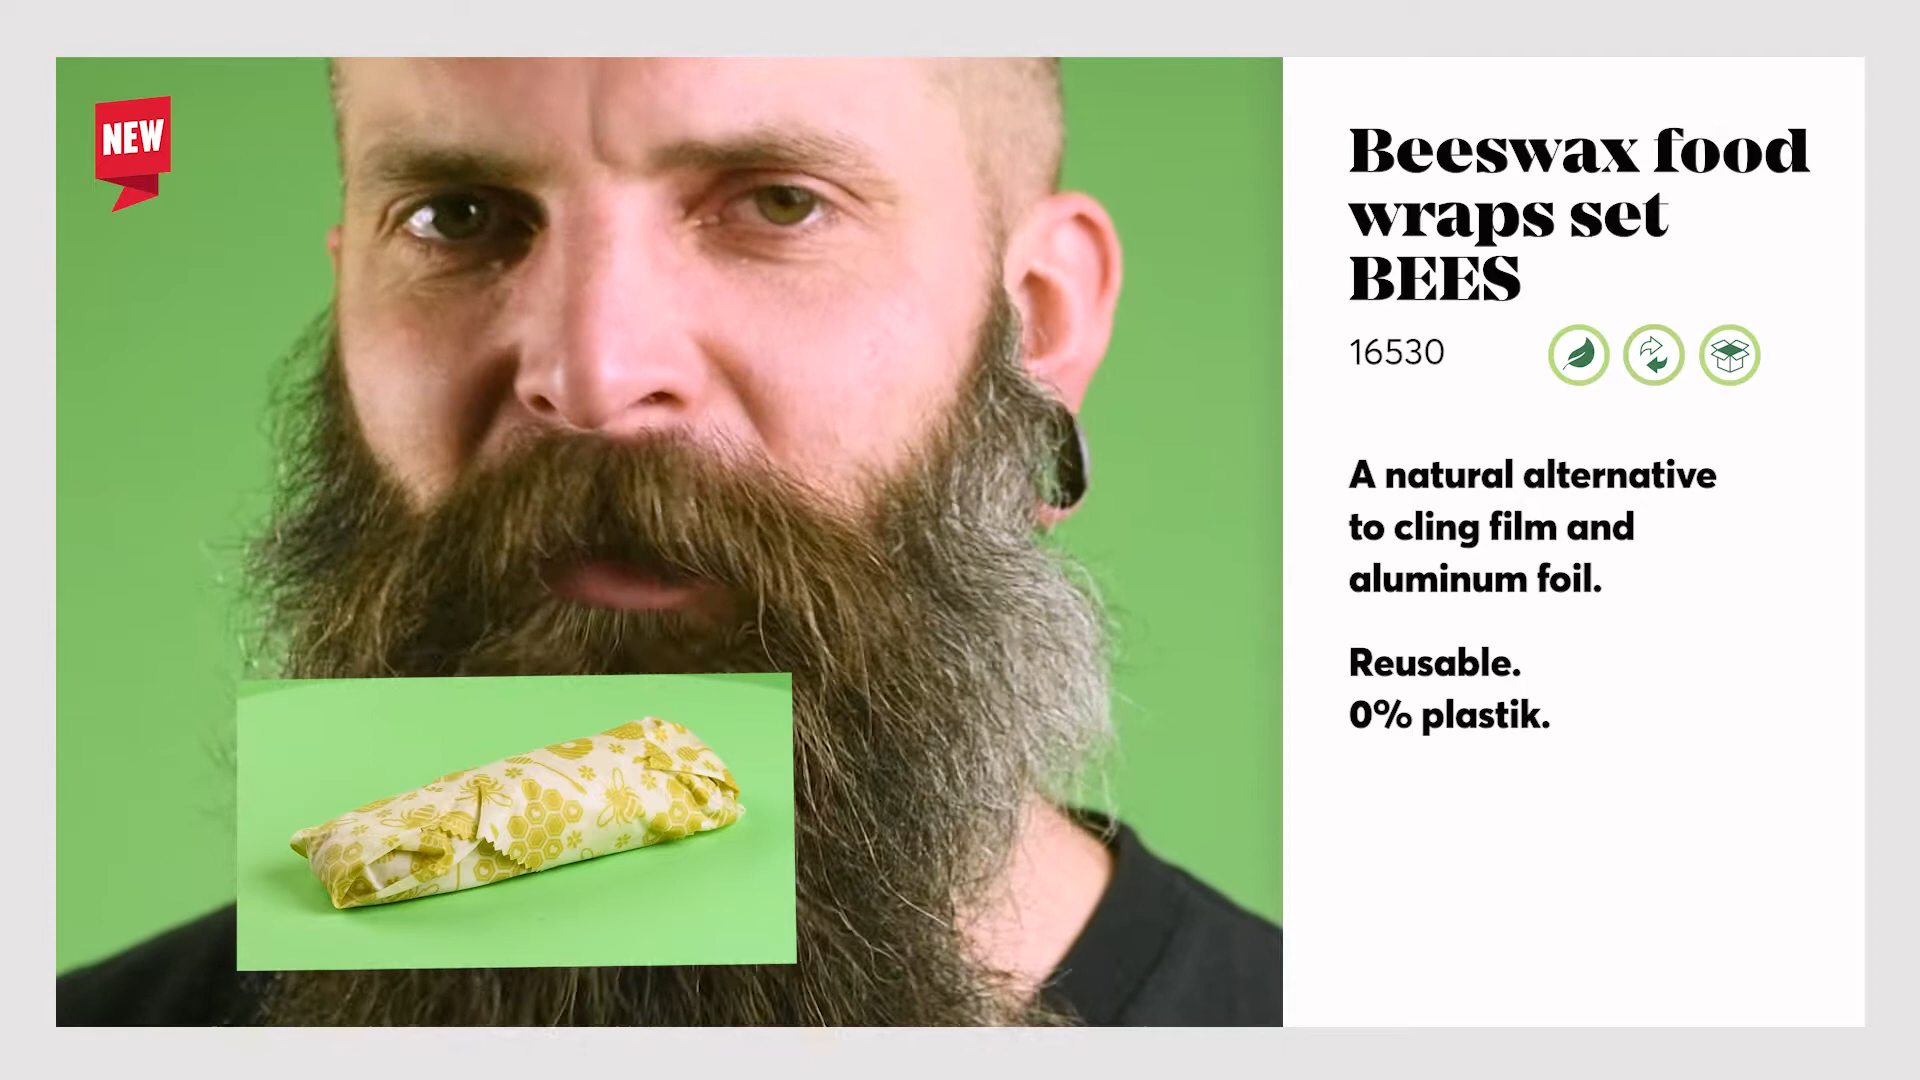 NEW
Beeswax food
wraps set
BEES
16530
A natural alternative
to cling film and
aluminum foil.
Reusable.
0% plastik.